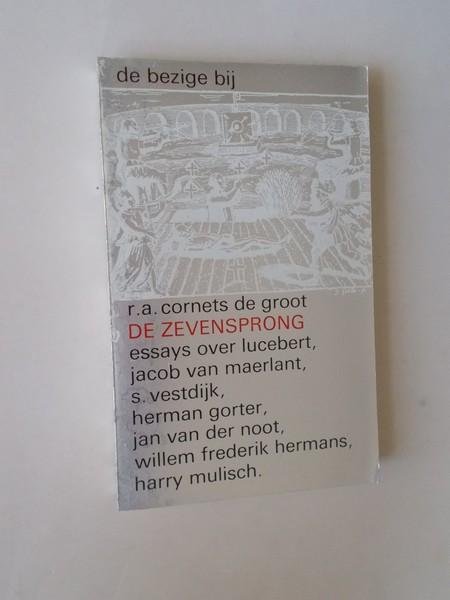 de bezige bij
r.a. cornets de groot
DE ZEVENSPRONG
essays over lucebert,
jacob van maerlant,
s. vestdijk,
herman gorter,
jan van der noot,
willem frederik hermans,
harry mulisch.